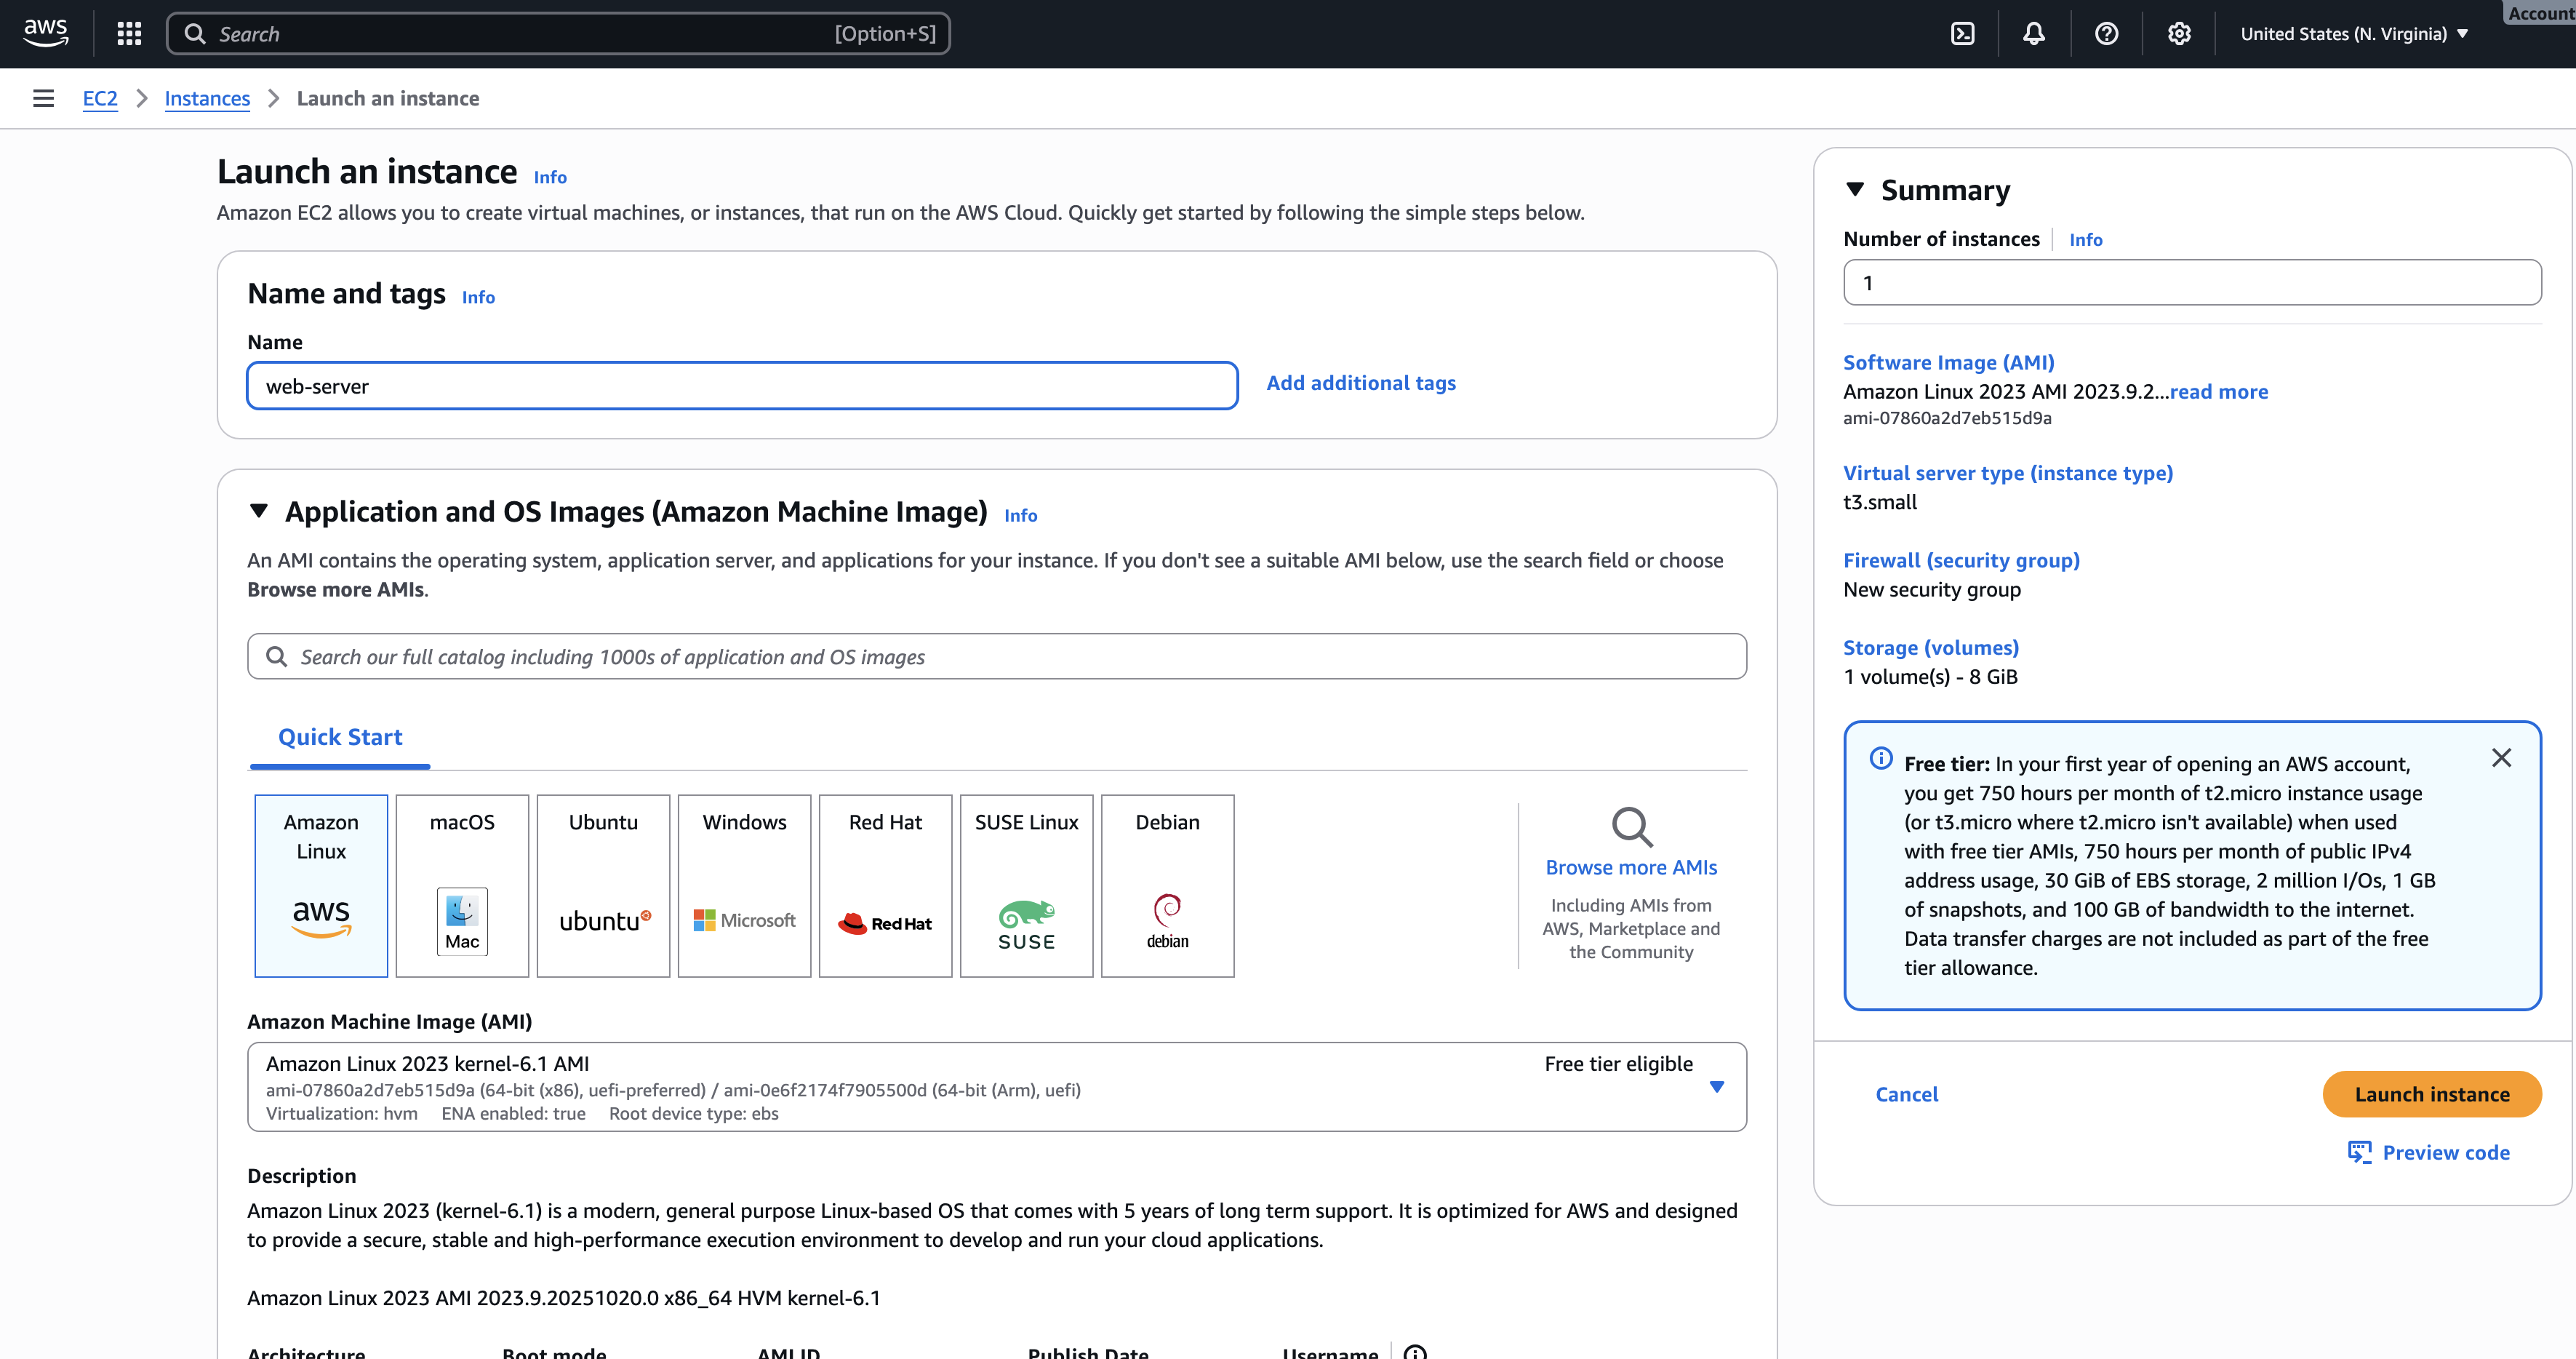 aws
Search
[Option+S]
United States (N. Virginia)
Account
EC2
Instances
Launch an instance
Launch an instance
Info
Amazon EC2 allows you to create virtual machines, or instances, that run on the AWS Cloud. Quickly get started by following the simple steps below.
Name and tags
Info
Name
web-server
Add additional tags
Application and OS Images (Amazon Machine Image)
Info
An AMI contains the operating system, application server, and applications for your instance. If you don't see a suitable AMI below, use the search field or choose
Browse more AMIs.
Search our full catalog including 1000s of application and OS images
Quick Start
Amazon
Linux
aws
macOS
Mac
Ubuntu
ubuntu
Windows
Microsoft
Red Hat
Red Hat
SUSE Linux
SUSE
Debian
debian
Browse more AMIs
Including AMIs from
AWS, Marketplace and
the Community
Amazon Machine Image (AMI)
Amazon Linux 2023 kernel-6.1 AMI
Free tier eligible
ami-07860a2d7eb515d9a (64-bit (x86), uefi-preferred) / ami-0e6f2174f7905500d (64-bit (Arm), uefi)
Virtualization: hvm
ENA enabled: true
Root device type: ebs
Description
Amazon Linux 2023 (kernel-6.1) is a modern, general purpose Linux-based OS that comes with 5 years of long term support. It is optimized for AWS and designed
to provide a secure, stable and high-performance execution environment to develop and run your cloud applications.
Amazon Linux 2023 AMI 2023.9.20251020.0 x86_64 HVM kernel-6.1
Architecture
Boot mode
AMI ID
Publish Date
Username
Summary
Number of instances
Info
1
Software Image (AMI)
Amazon Linux 2023 AMI 2023.9.2...read more
ami-07860a2d7eb515d9a
Virtual server type (instance type)
t3.small
Firewall (security group)
New security group
Storage (volumes)
1 volume(s) - 8 GiB
Free tier: In your first year of opening an AWS account,
you get 750 hours per month of t2.micro instance usage
(or t3.micro where t2.micro isn't available) when used
with free tier AMIs, 750 hours per month of public IPv4
address usage, 30 GiB of EBS storage, 2 million I/Os, 1 GB
of snapshots, and 100 GB of bandwidth to the internet.
Data transfer charges are not included as part of the free
tier allowance.
Cancel
Launch instance
Preview code